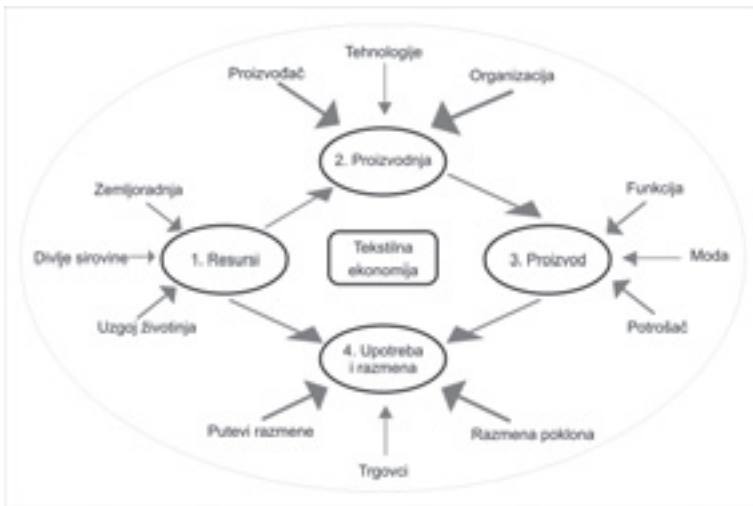 Tehnologije
Proizvođač
Organizacija
2. Proizvodnja
Zemljoradnja
Funkcija
Divlje sirovine
1. Resursi
Tekstilna
ekonomija
3. Proizvod
Moda
Uzgoj životinja
Potrošač
4. Upotreba
i razmena
Putevi razmene
Razmena poklona
Trgovci